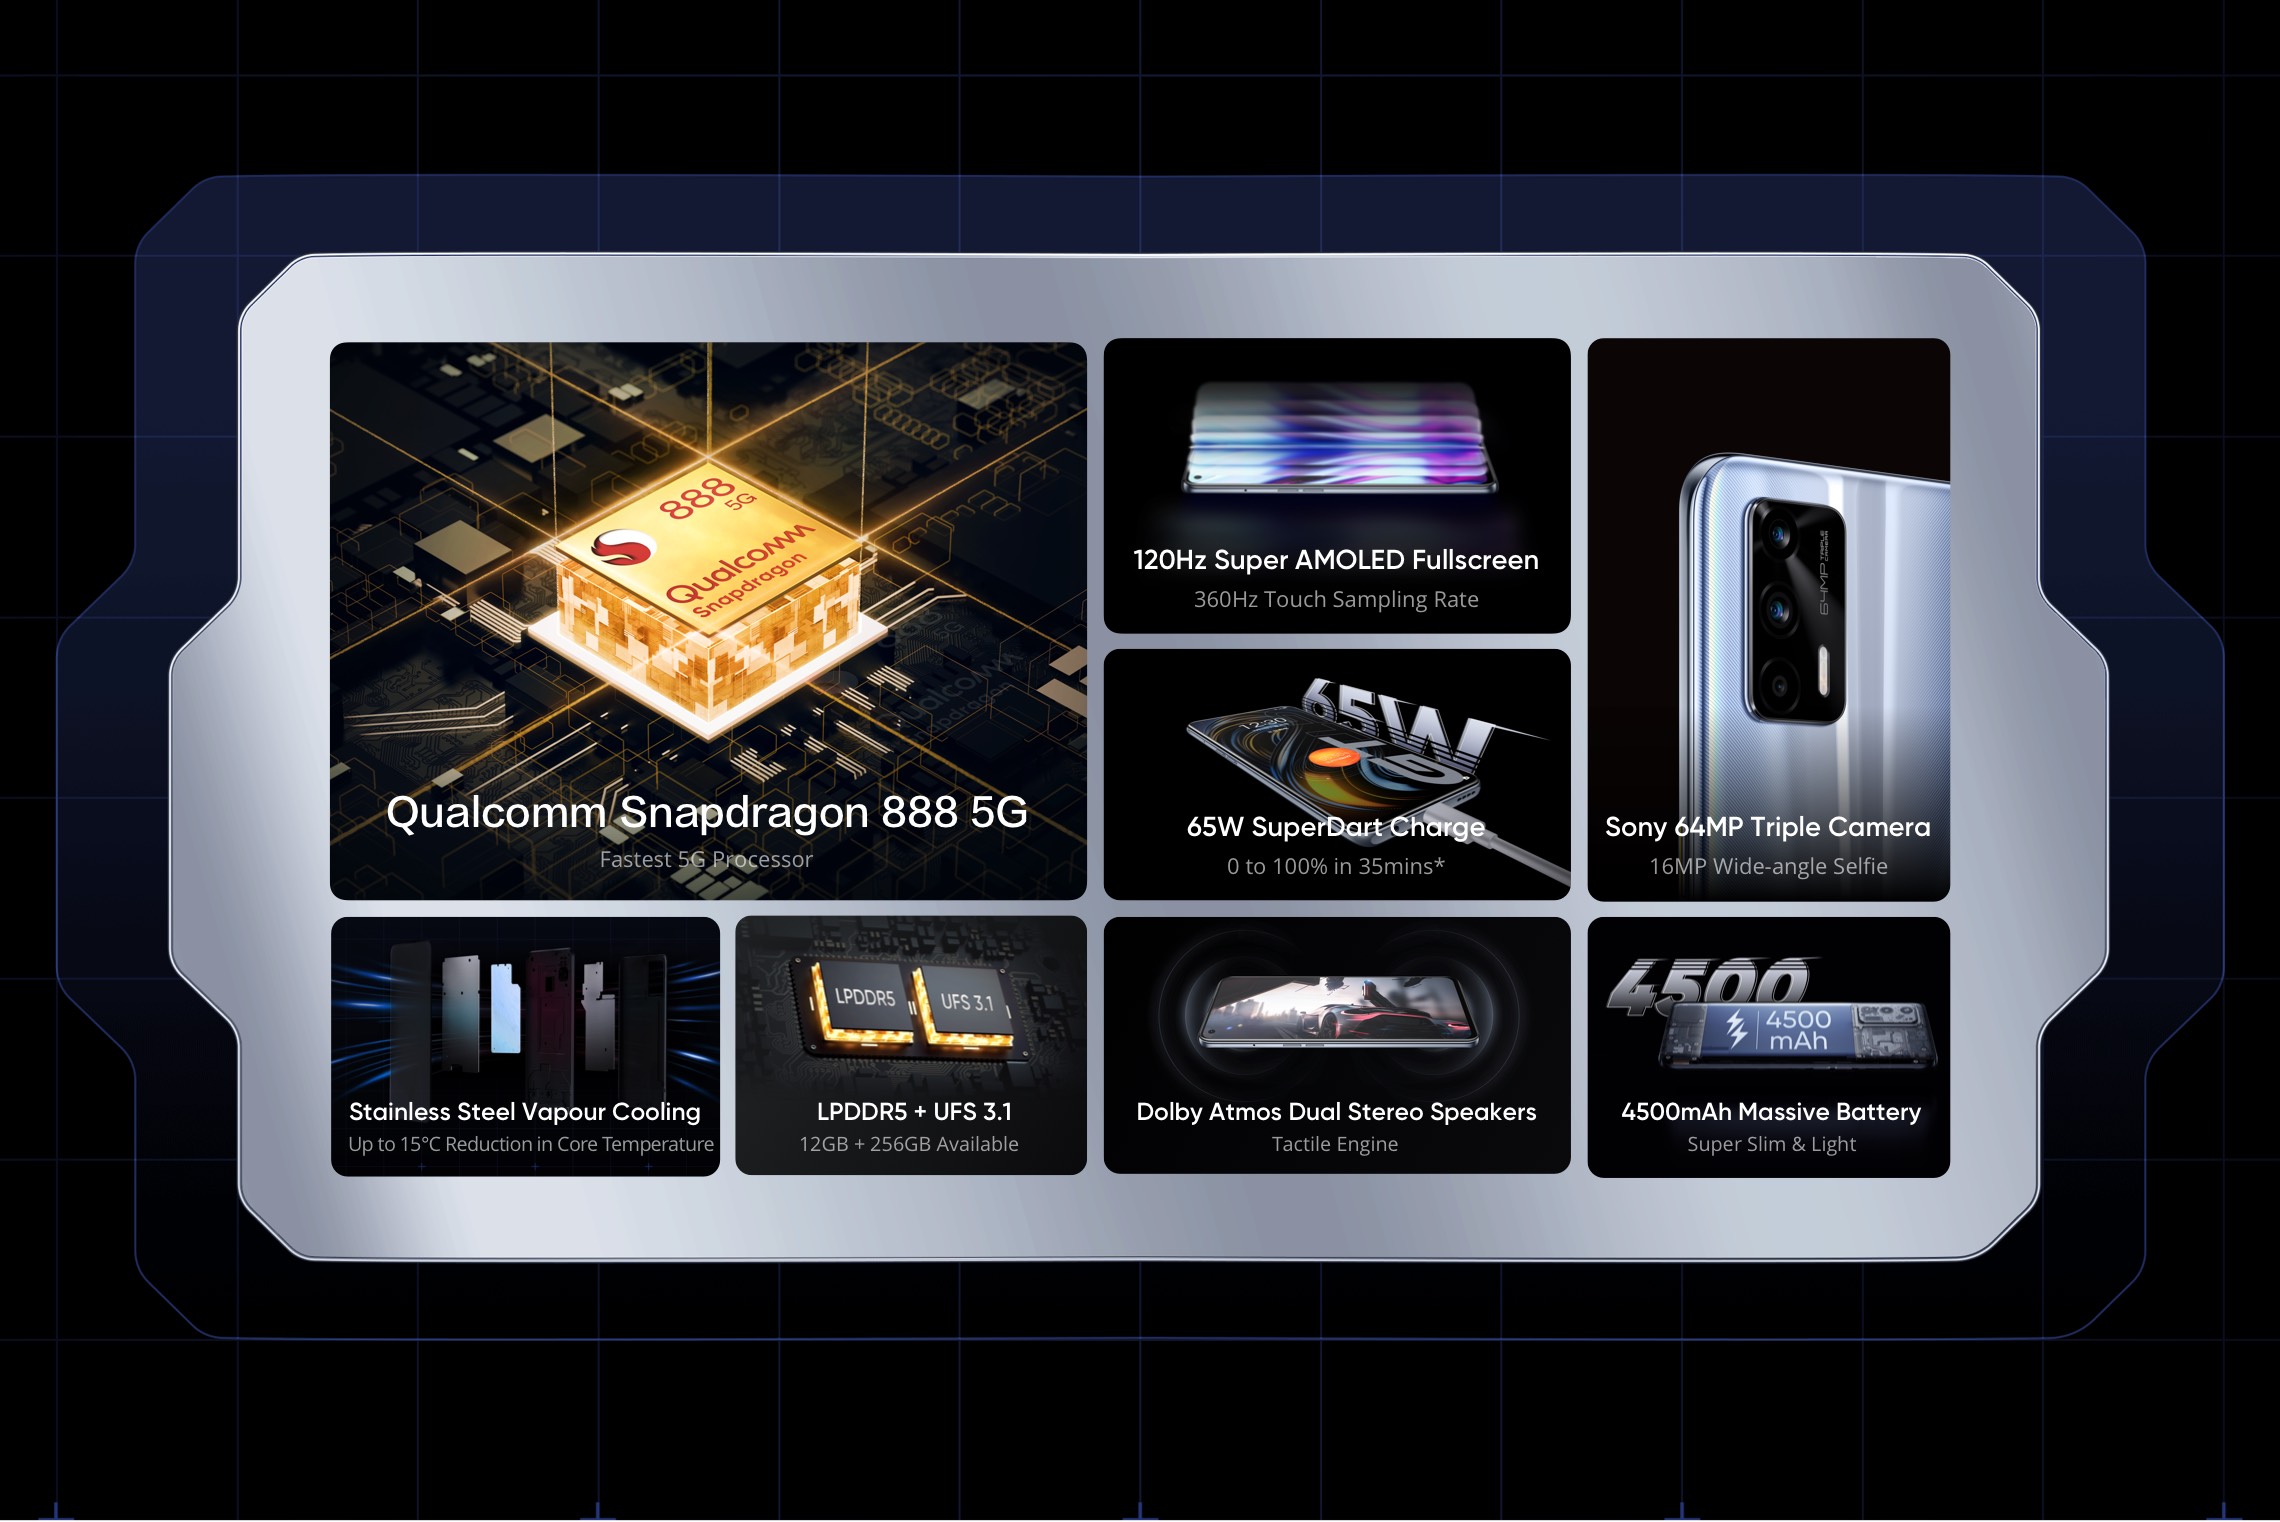 888
5G
Qualcomm
Snapdragon
Qualcomm Snapdragon 888 5G
Fastest 5G Processor
120Hz Super AMOLED Fullscreen
360Hz Touch Sampling Rate
65W
12:30
65W SuperDart Charge
0 to 100% in 35mins*
64MP TRIPLE
CAMERA
Sony 64MP Triple Camera
16MP Wide-angle Selfie
Stainless Steel Vapour Cooling
Up to 15°C Reduction in Core Temperature
LPDDR5
UFS 3.1
LPDDR5 + UFS 3.1
12GB + 256GB Available
Dolby Atmos Dual Stereo Speakers
Tactile Engine
4500
4500
mAh
4500mAh Massive Battery
Super Slim & Light